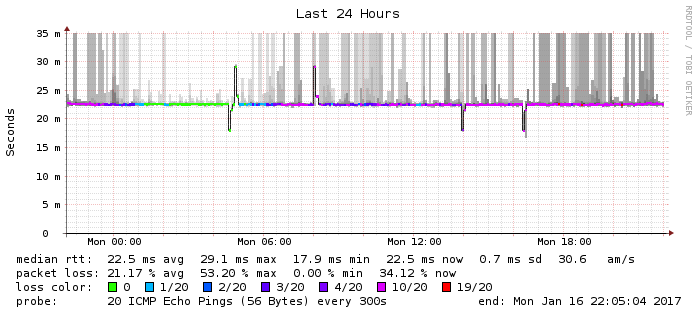 Last 24 Hours
RRDTOOL / TOBI OETIKER
Seconds
35 m
30 m
25 m
20 m
15 m
10 m
5 m
0
Mon 00:00 Mon 06:00 Mon 12:00 Mon 18:00
median rtt: 22.5 ms avg 29.1 ms max 17.9 ms min 22.5 ms now 0.7 ms sd 30.6 am/s
packet loss: 21.17 % avg 53.20 % max 0.00 % min 34.12 % now
loss color: 0 1/20 2/20 3/20 4/20 10/20 19/20
probe: 20 ICMP Echo Pings (56 Bytes) every 300s end: Mon Jan 16 22:05:04 2017